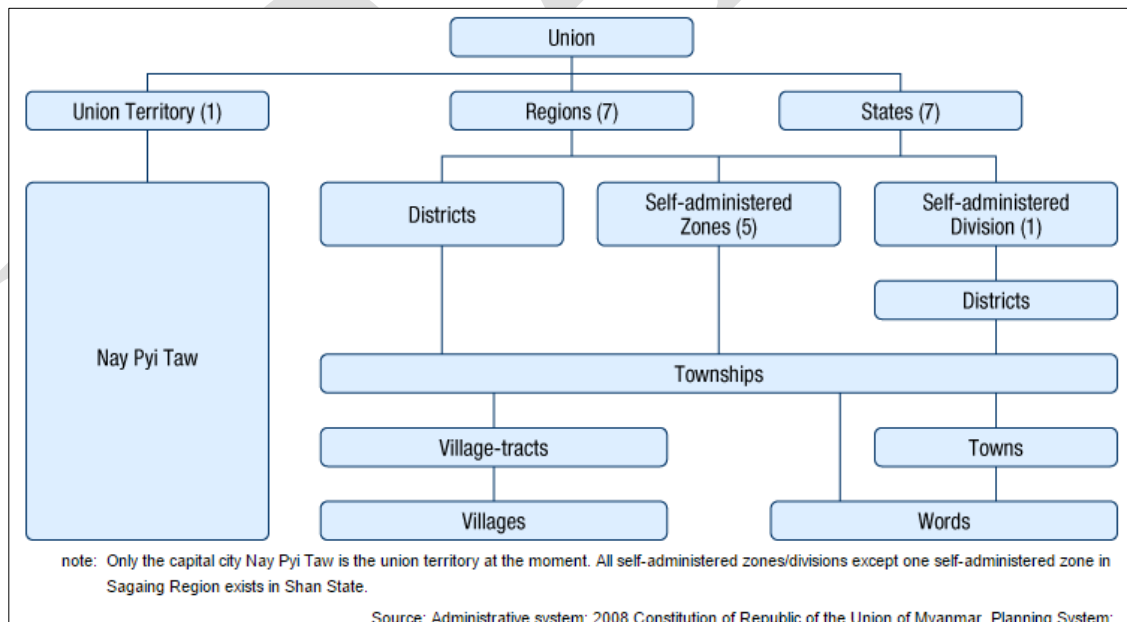 Union
Union Territory (1)
Regions (7)
States (7)
Nay Pyi Taw
Districts
Self-administered
Zones (5)
Self-administered
Division (1)
Districts
Townships
Village-tracts
Towns
Villages
Words
note: Only the capital city Nay Pyi Taw is the union territory at the moment. All self-administered zones/divisions except one self-administered zone in
Sagaing Region exists in Shan State.
Source: Administrative system: 2008 Constitution of Republic of the Union of Myanmar, Planning System: